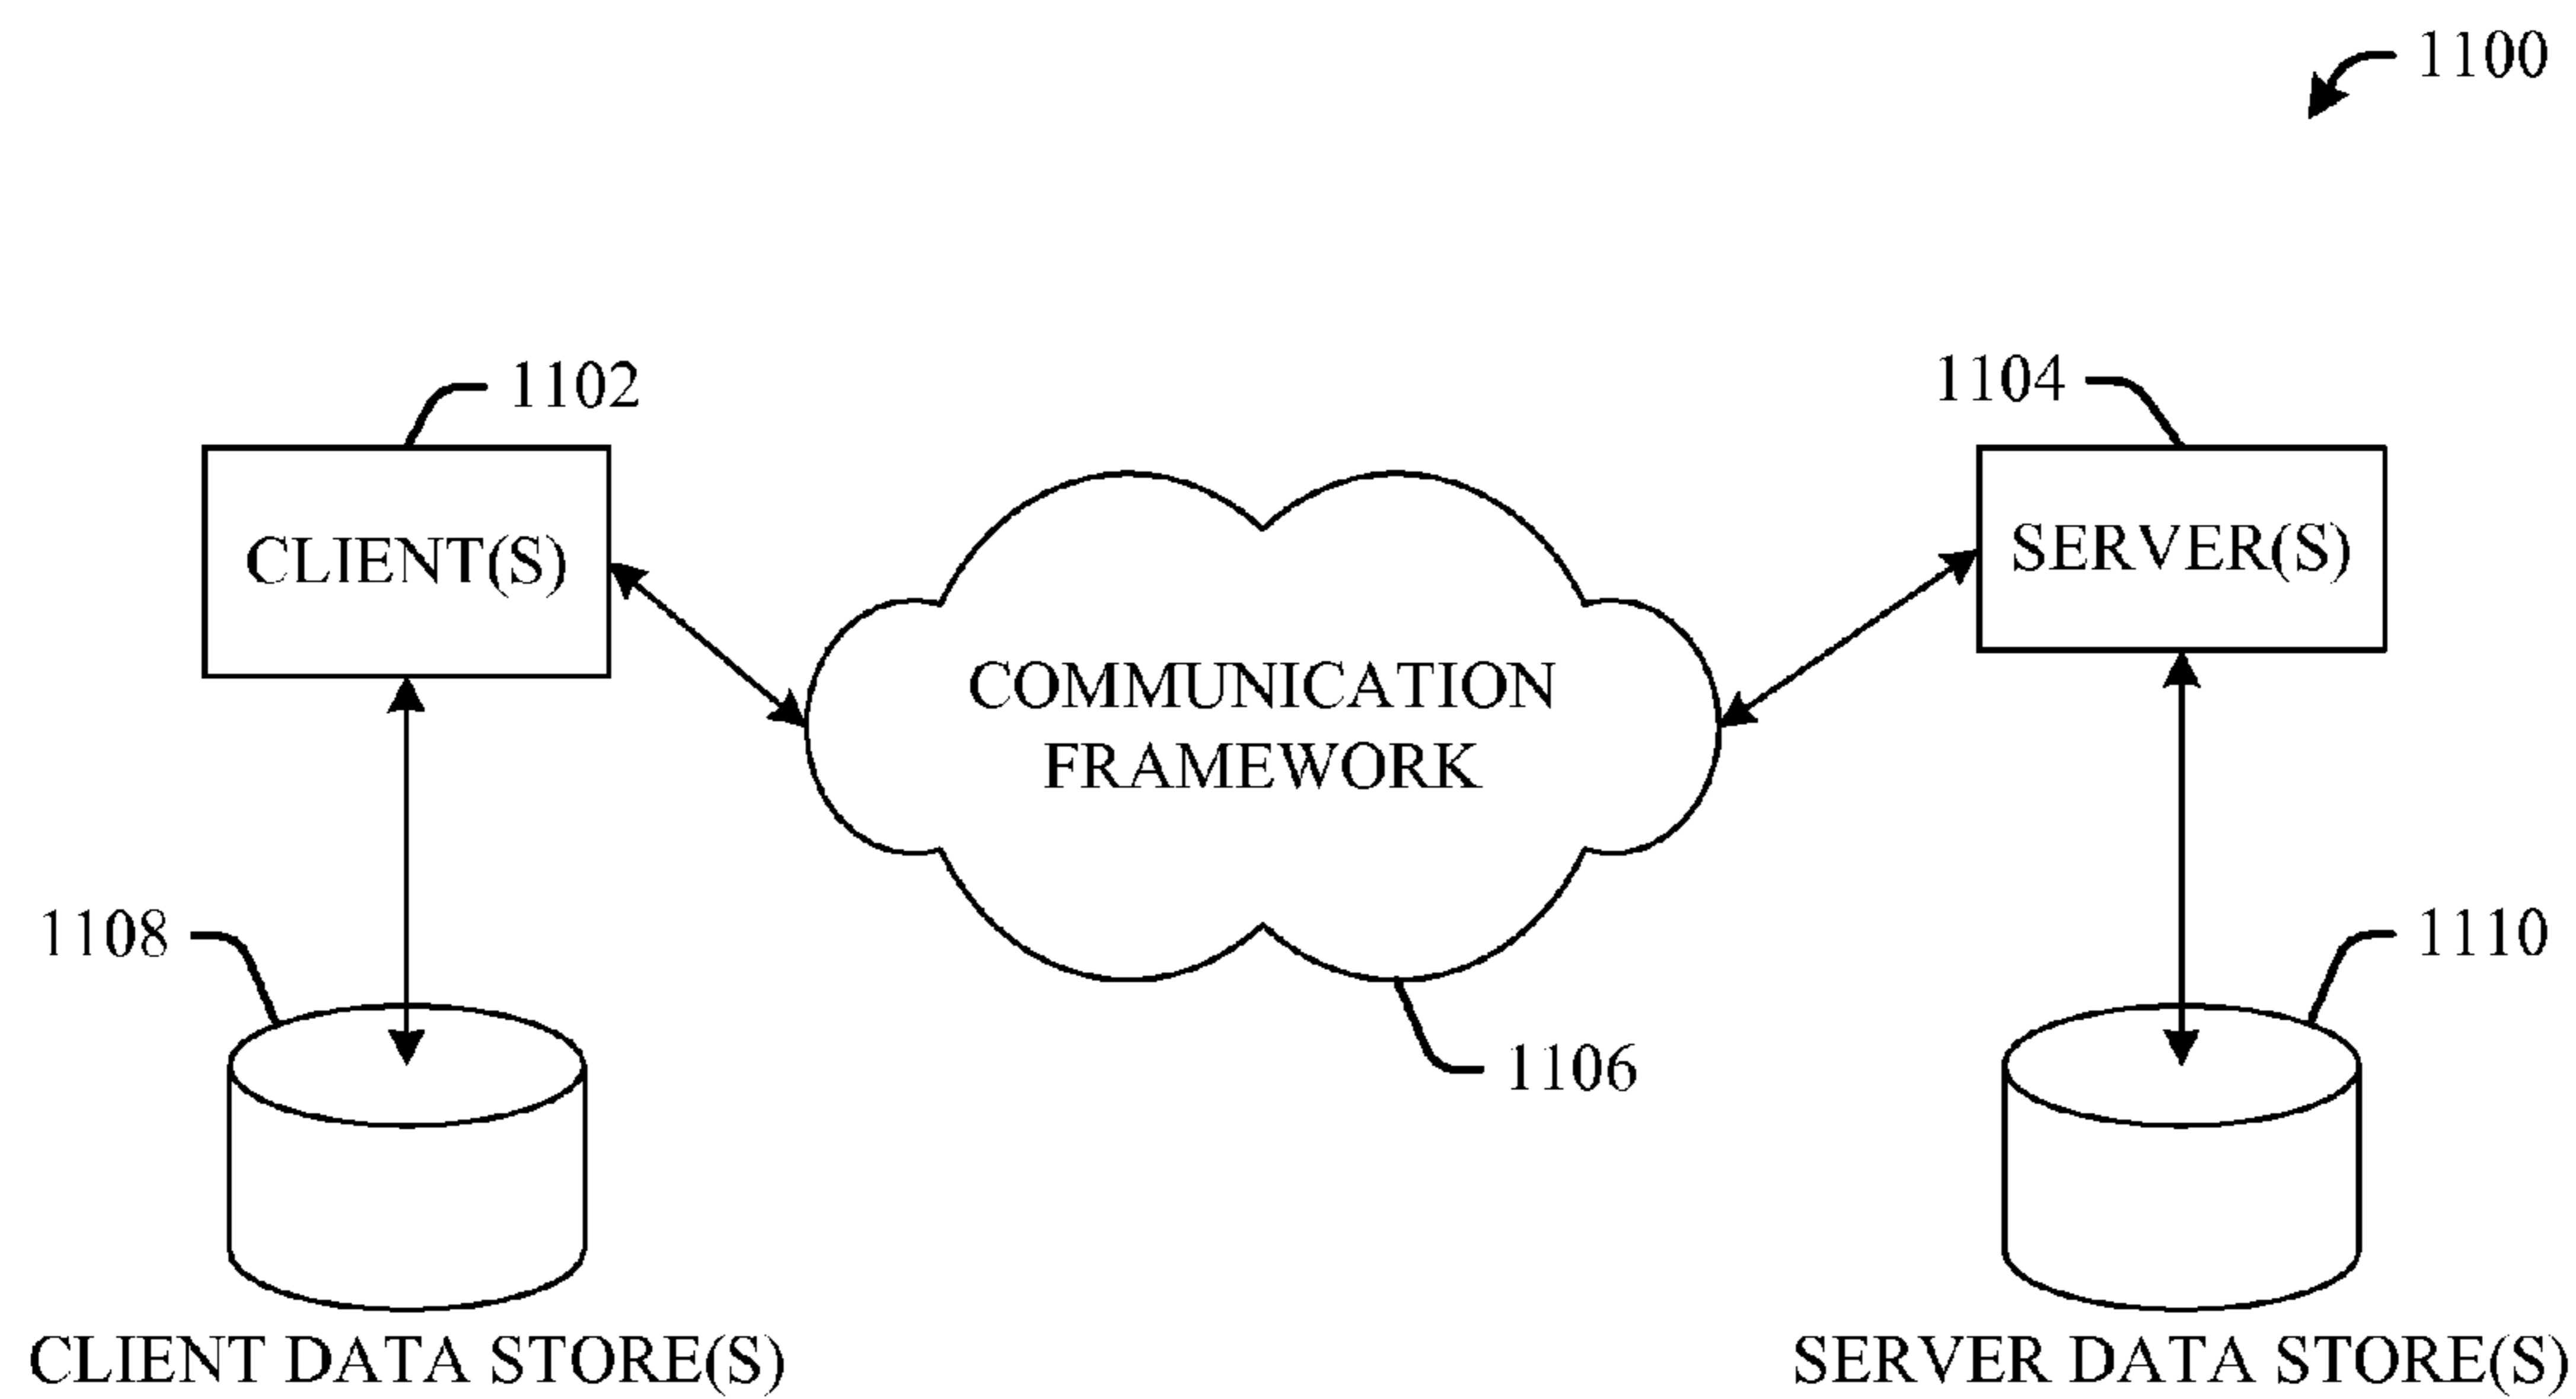 1100
1102
1104
CLIENT(S)
SERVER(S)
COMMUNICATION
FRAMEWORK
1108
1110
1106
CLIENT DATA STORE(S)
SERVER DATA STORE(S)